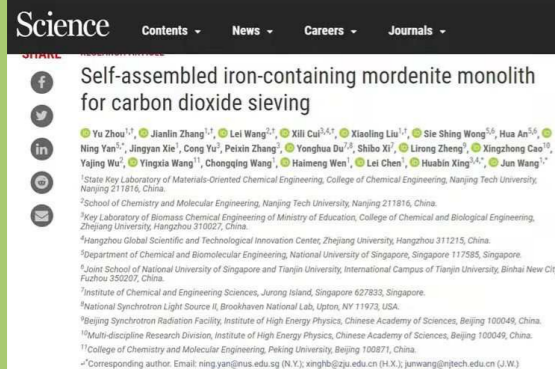 Science
Contents
News
Careers
Journals
SHARE
RESEARCH ARTICLE
Self-assembled iron-containing mordenite monolith
for carbon dioxide sieving
Yu Zhou1,†, Jianlin Zhang1,†, Lei Wang2,†, Xili Cui3,4,†, Xiaoling Liu1,†, Sie Shing Wong5,6, Hua An5,6,
Ning Yan5,*, Jingyan Xie1, Cong Yu3, Peixin Zhang3, Yonghua Du7,8, Shibo Xi7, Lirong Zheng9, Xingzhong Cao10,
Yajing Wu2, Yingxia Wang11, Chongqing Wang1, Haimeng Wen1, Lei Chen1, Huabin Xing3,4,*, Jun Wang1,*
1State Key Laboratory of Materials-Oriented Chemical Engineering, College of Chemical Engineering, Nanjing Tech University,
Nanjing 211816, China.
2School of Chemistry and Molecular Engineering, Nanjing Tech University, Nanjing 211816, China.
3Key Laboratory of Biomass Chemical Engineering of Ministry of Education, College of Chemical and Biological Engineering,
Zhejiang University, Hangzhou 310027, China.
4Hangzhou Global Scientific and Technological Innovation Center, Zhejiang University, Hangzhou 311215, China.
5Department of Chemical and Biomolecular Engineering, National University of Singapore, Singapore 117585, Singapore.
6Joint School of National University of Singapore and Tianjin University, International Campus of Tianjin University, Binhai New City,
Fuzhou 350207, China.
7Institute of Chemical and Engineering Sciences, Jurong Island, Singapore 627833, Singapore.
8National Synchrotron Light Source II, Brookhaven National Lab, Upton, NY 11973, USA.
9Beijing Synchrotron Radiation Facility, Institute of High Energy Physics, Chinese Academy of Sciences, Beijing 100049, China.
10Multi-discipline Research Division, Institute of High Energy Physics, Chinese Academy of Sciences, Beijing 100049, China.
11College of Chemistry and Molecular Engineering, Peking University, Beijing 100871, China.
*Corresponding author. Email: ning.yan@nus.edu.sg (N.Y.); xinghb@zju.edu.cn (H.X.); junwang@njtech.edu.cn (J.W.)